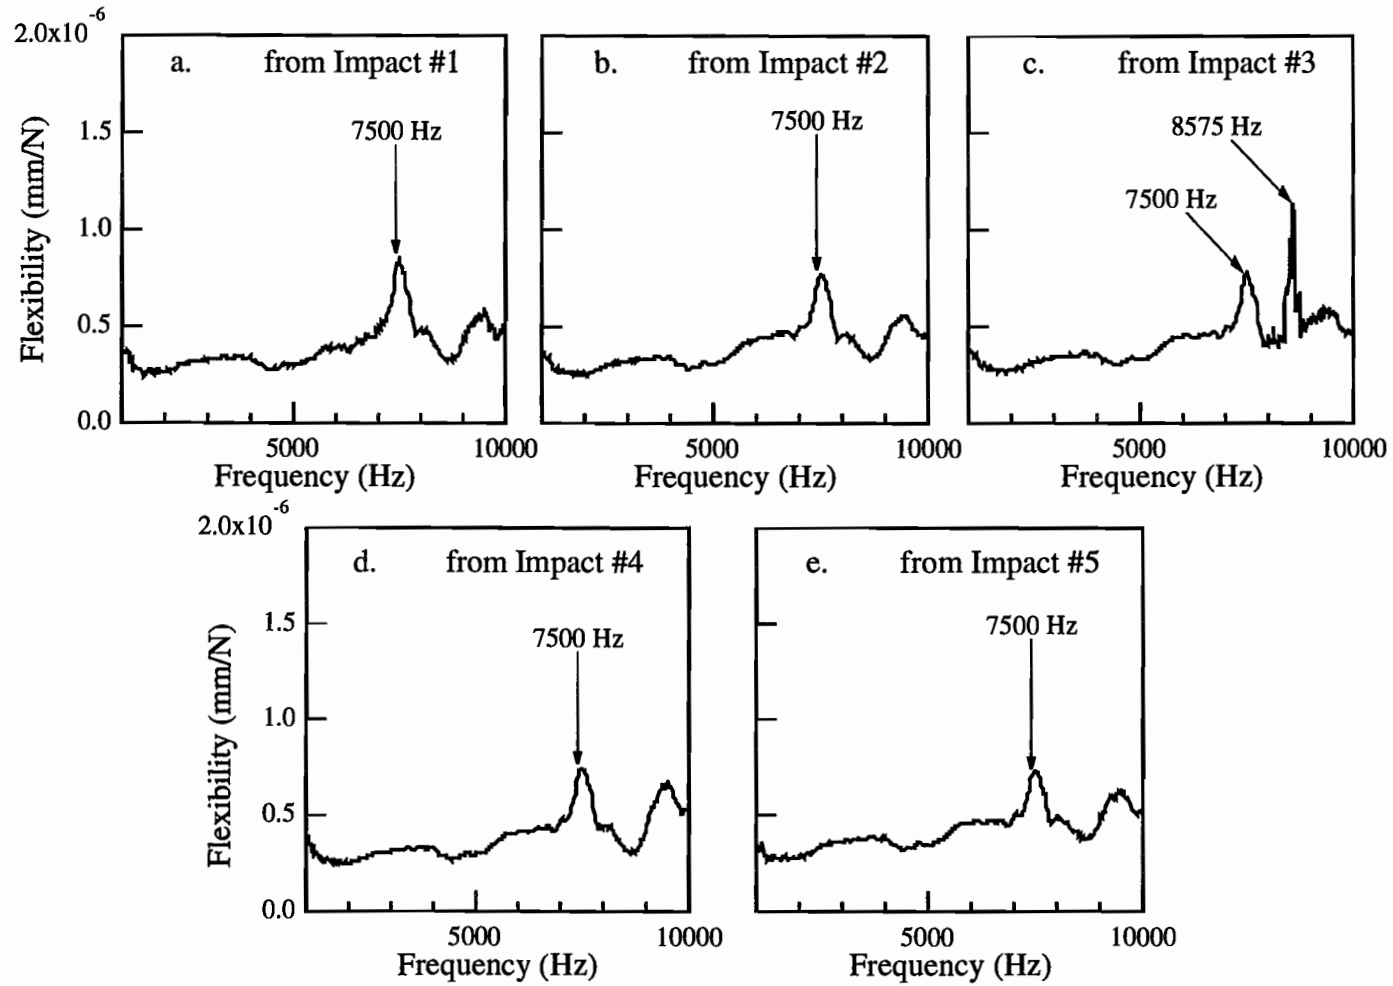 2.0x10-6
a. from Impact #1
b. from Impact #2
c. from Impact #3
7500 Hz
7500 Hz
8575 Hz
7500 Hz
Flexibility (mm/N)
1.5
1.0
0.5
0.0
5000 10000
5000 10000
5000 10000
Frequency (Hz)
Frequency (Hz)
Frequency (Hz)
2.0x10-6
d. from Impact #4
e. from Impact #5
7500 Hz
7500 Hz
Flexibility (mm/N)
1.5
1.0
0.5
0.0
5000 10000
5000 10000
Frequency (Hz)
Frequency (Hz)